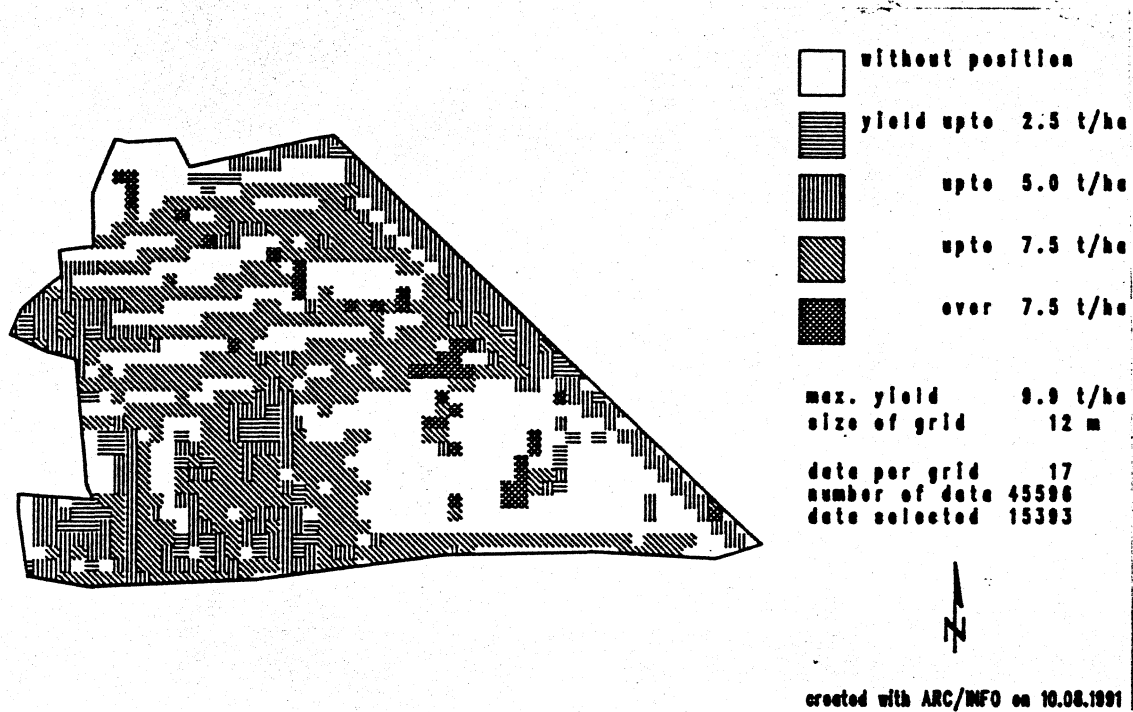 without position
yield upto 2.5 t/ha
upto 5.0 t/ha
upto 7.5 t/ha
over 7.5 t/ha
max. yield 9.9 t/ha
size of grid 12 m
data per grid 17
number of data 45596
data selected 15393
N
created with ARC/INFO on 10.08.1991